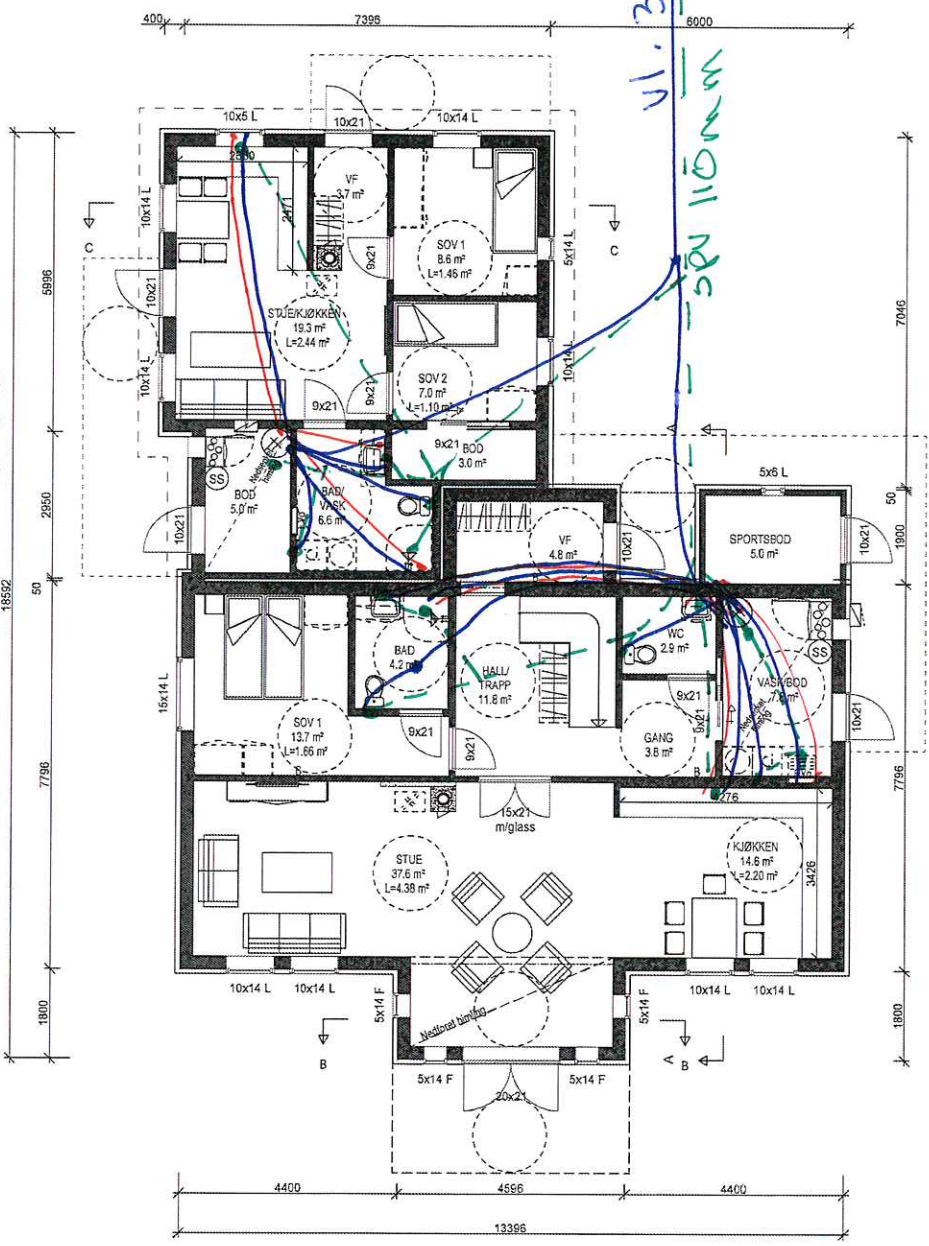 400
7396
6000
vl. 3
SPV 110mm
10x5 L
10x21
10x14 L
2600
2471
VF
3.7 m²
SOV 1
8.6 m²
L=1.46 m²
10x14 L
C
C
5x14 L
9x21
10x21
STUE/KJØKKEN
19.3 m²
L=2.44 m²
5996
7046
10x14 L
SOV 2
7.0 m²
L=1.10 m²
10x14 L
9x21
9x21
9x21
BOD
3.0 m²
A
5x6 L
SS
BOD
5.0 m²
BAD/
VASK
6.6 m²
10x21
2950
50
50
1900
VF
4.8 m²
10x21
SPORTSBOD
5.0 m²
10x21
18592
BAD
4.2 m²
WC
2.9 m²
SS
15x14 L
HALL/
TRAPP
11.8 m²
VASK/BOD
9x21
9x21
10x21
SOV 1
13.7 m²
L=1.66 m²
9x21
9x21
GANG
3.8 m²
B
B
7796
7796
15x21
m/glass
STUE
37.6 m²
L=4.38 m²
KJØKKEN
14.6 m²
L=2.20 m²
3426
10x14 L
10x14 L
10x14 L
10x14 L
5x14 F
5x14 F
Nedforet himling
1800
1800
B
A
B
5x14 F
5x14 F
20x21
4400
4596
4400
13396